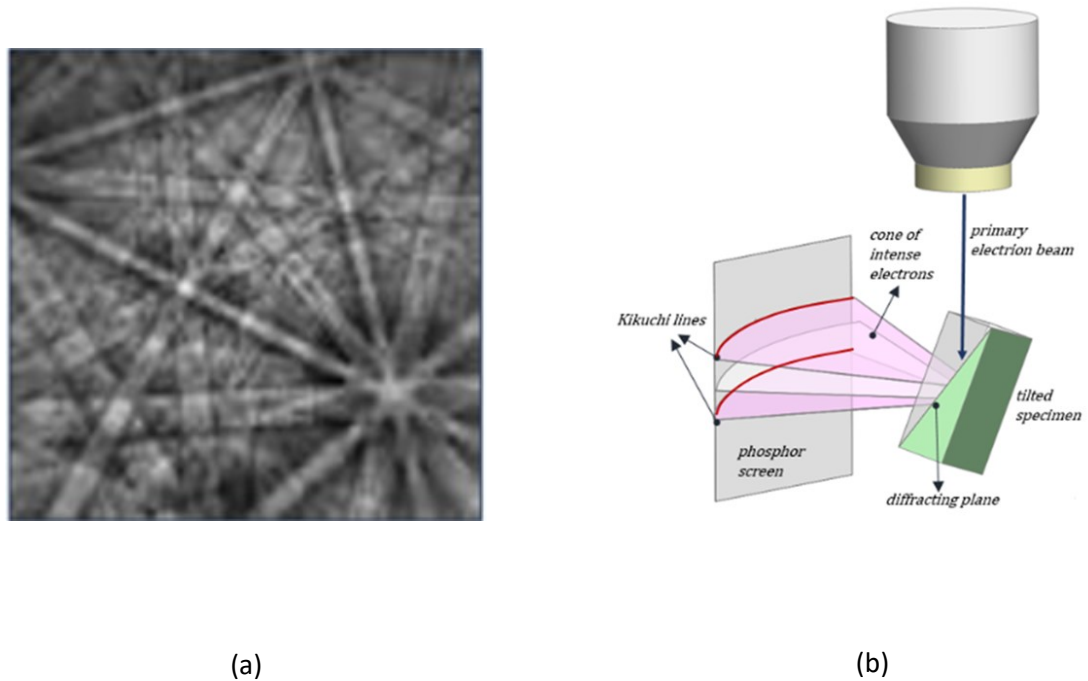 primary
electrion beam
cone of
intense
electrons
Kikuchi lines
tilted
specimen
phosphor
screen
diffracting plane
(a)
(b)